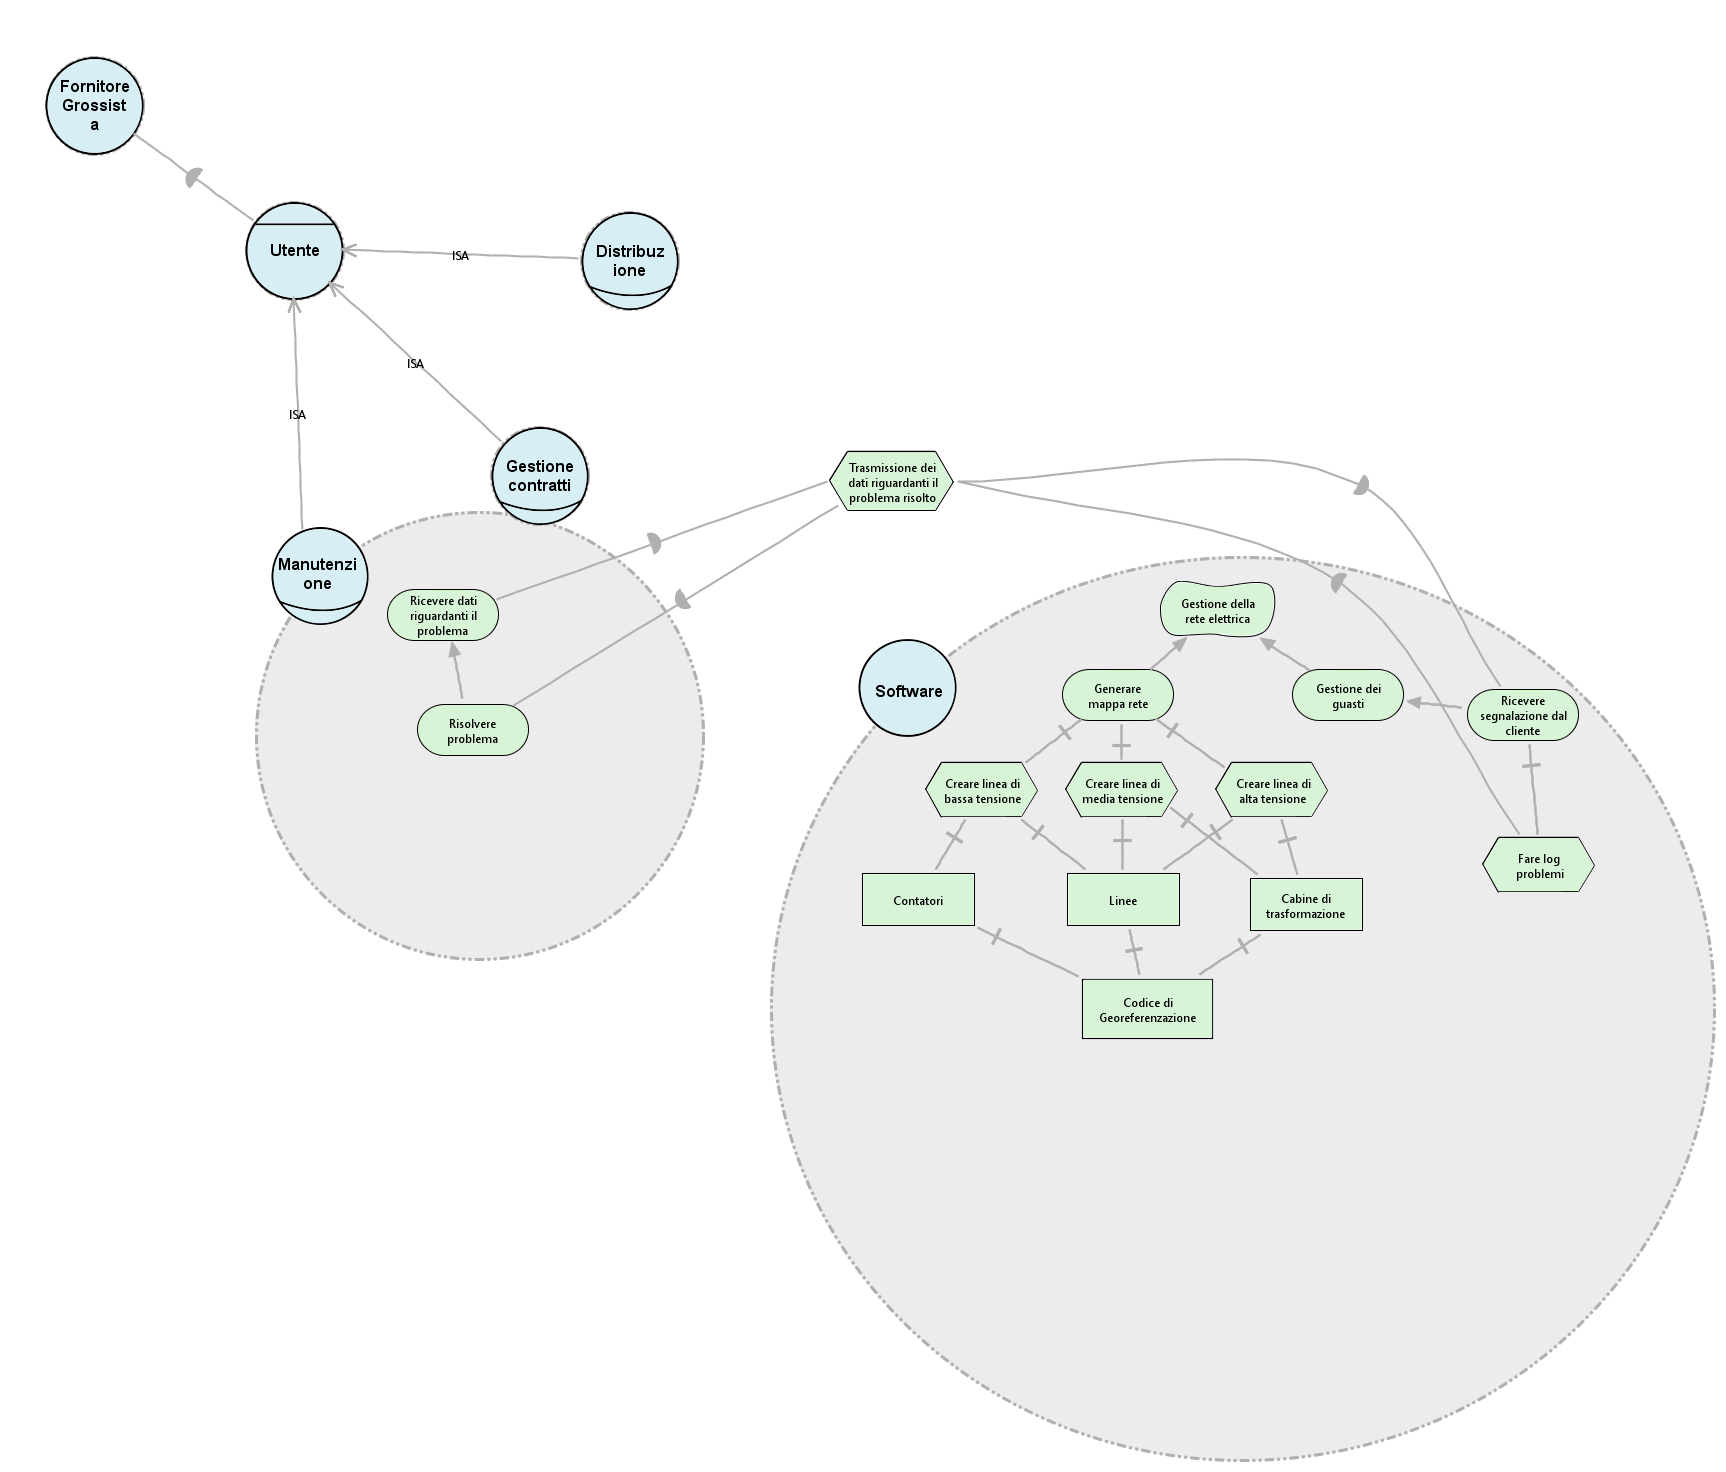 Fornitore
Grossist
a
Utente
ISA
Distribuz
ione
ISA
ISA
Gestione
contratti
Manutenzi
one
Ricevere dati
riguardanti il
problema
Risolvere
problema
Trasmissione dei
dati riguardanti il
problema risolto
Software
Gestione della
rete elettrica
Generare
mappa rete
Gestione dei
guasti
Ricevere
segnalazione dal
cliente
Creare linea di
bassa tensione
Creare linea di
media tensione
Creare linea di
alta tensione
Fare log
problemi
Contatori
Linee
Cabine di
trasformazione
Codice di
Georeferenzazione